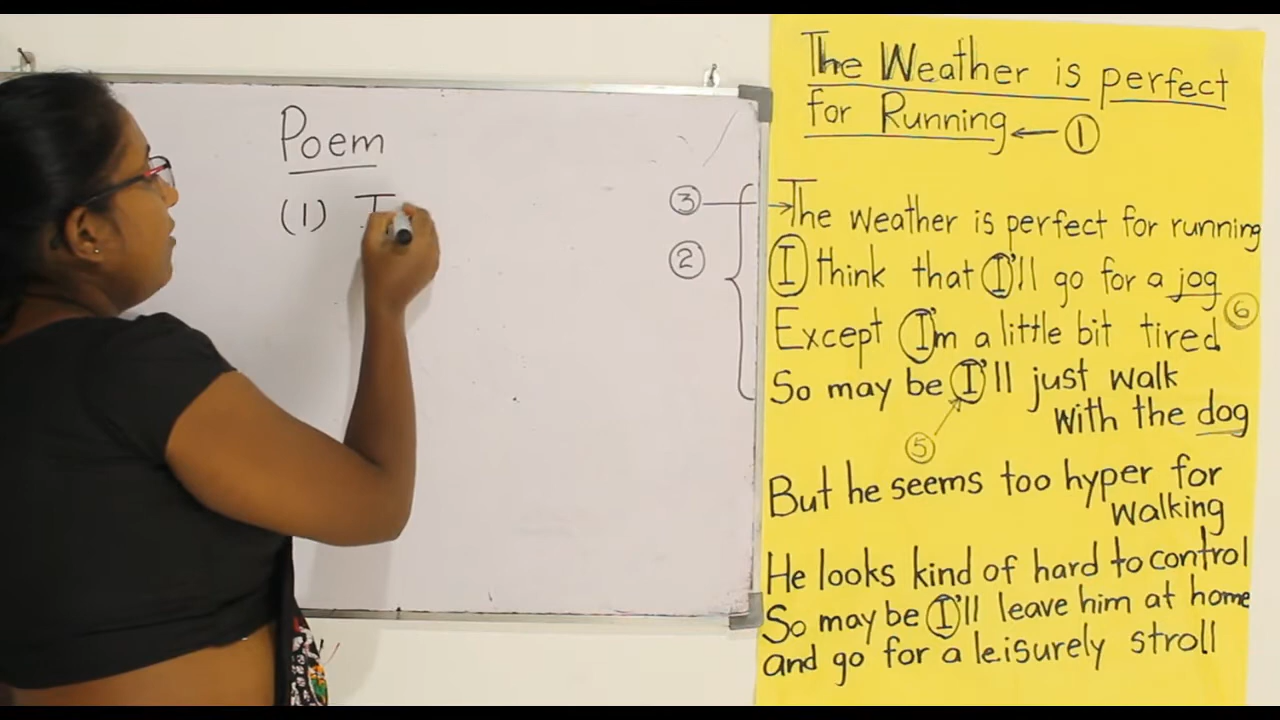 Poem
(1) T
③
②
The Weather is perfect
for Running ← ①
The weather is perfect for running
I think that I'll go for a jog
⑥
Except I'm a little bit tired
So may be I'll just walk
with the dog
⑤
But he seems too hyper for
walking
He looks kind of hard to control
So may be I'll leave him at home
and go for a leisurely stroll